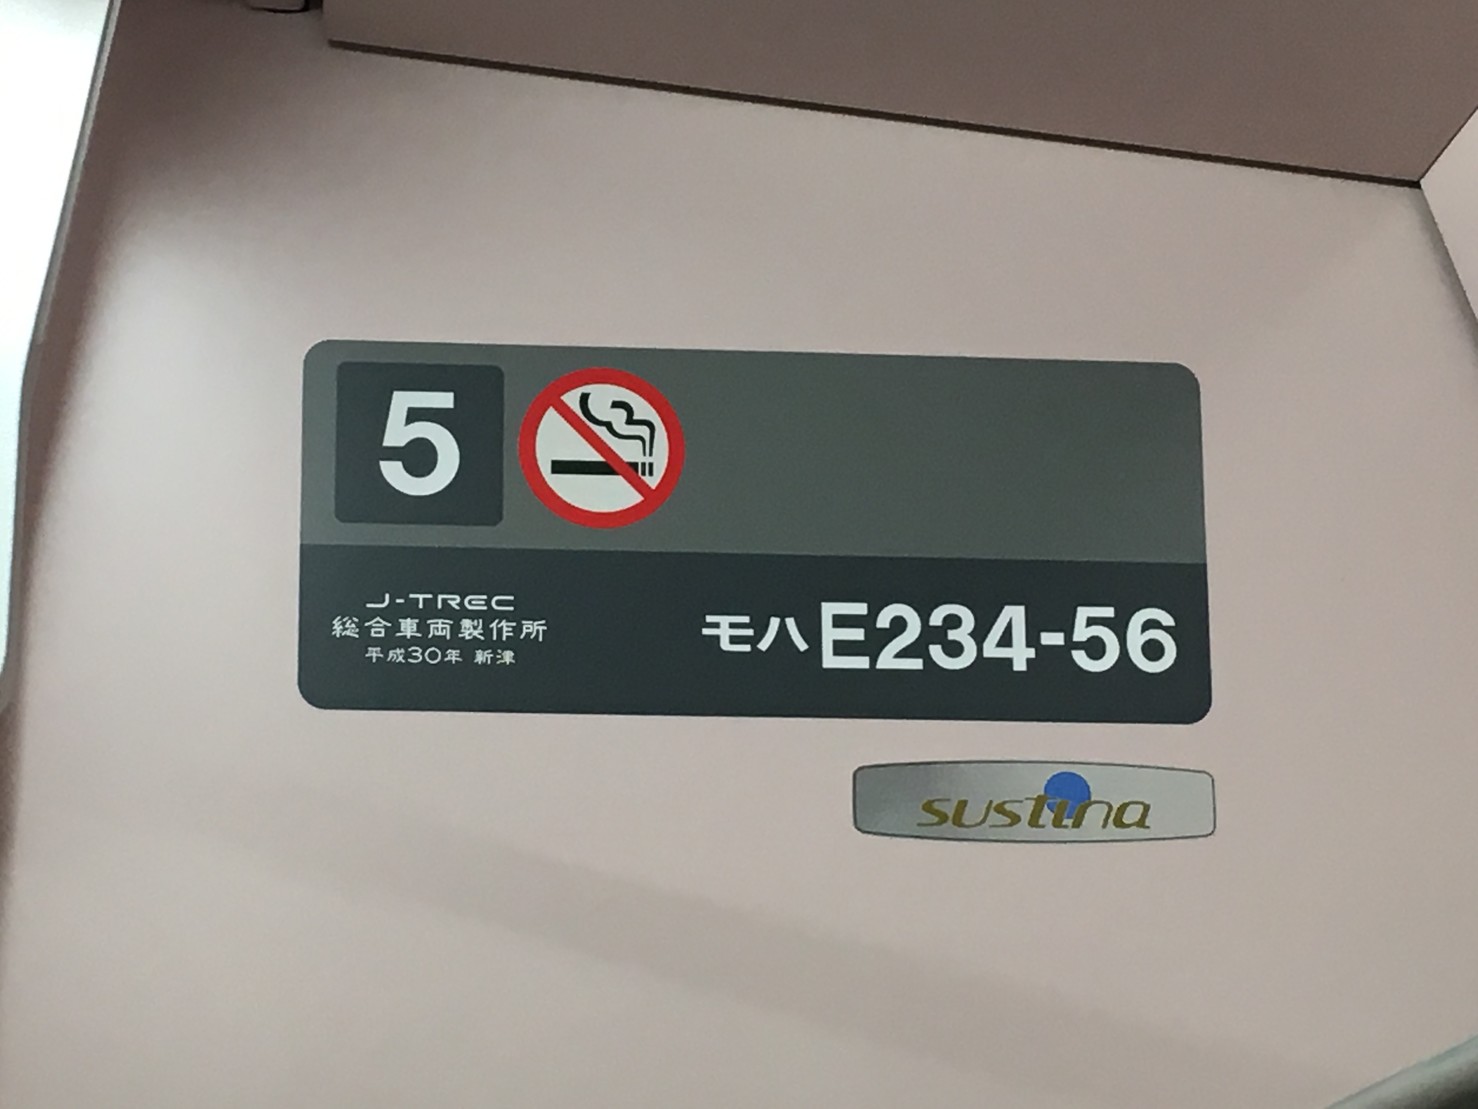 5
J-TREC
総合車両製作所
平成30年 新津
モハE234-56
sustina